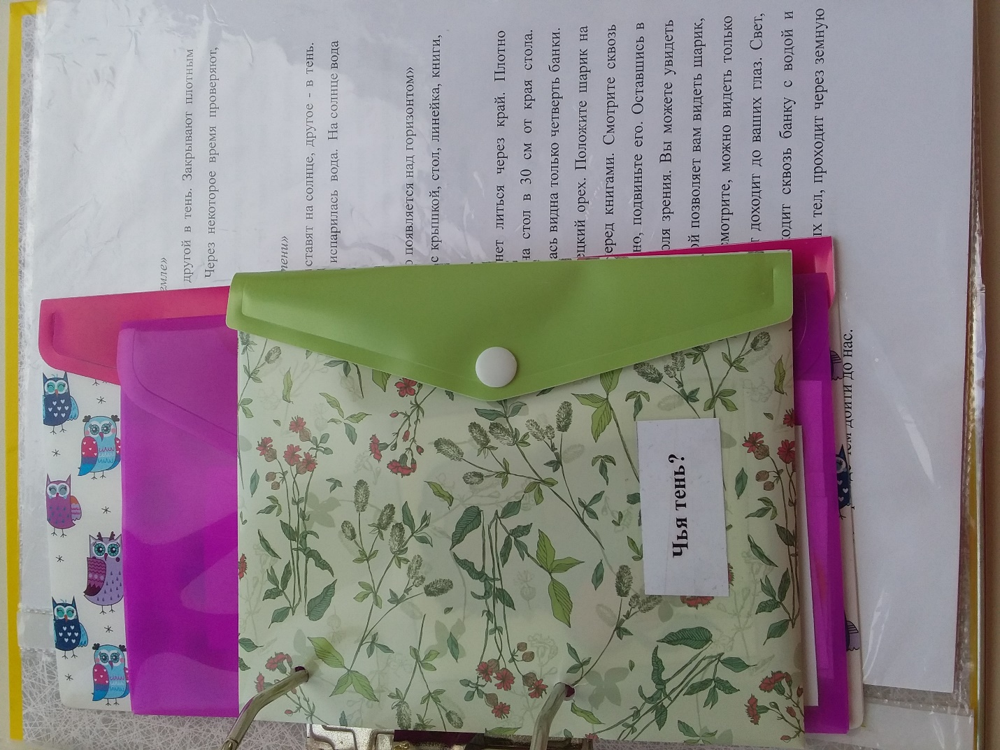 другой в тень. Закрывают плотным
Через некоторое время проверяют,
тени»
ставят на солнце, другое - в тень.
испарилась вода. На солнце вода
появляется над горизонтом»
с крышкой, стол, линейка, книги,
нет литься через край. Плотно
на стол в 30 см от края стола.
ась видна только четверть банки.
ецкий орех. Положите шарик на
еред книгами. Смотрите сквозь
но, подвиньте его. Оставшись в
оля зрения. Вы можете увидеть
ой позволяет вам видеть шарик,
мотрите, можно видеть только
доходит до ваших глаз. Свет,
одит сквозь банку с водой и
их тел, проходит через земную
ем дойти до нас.
Чья тень?